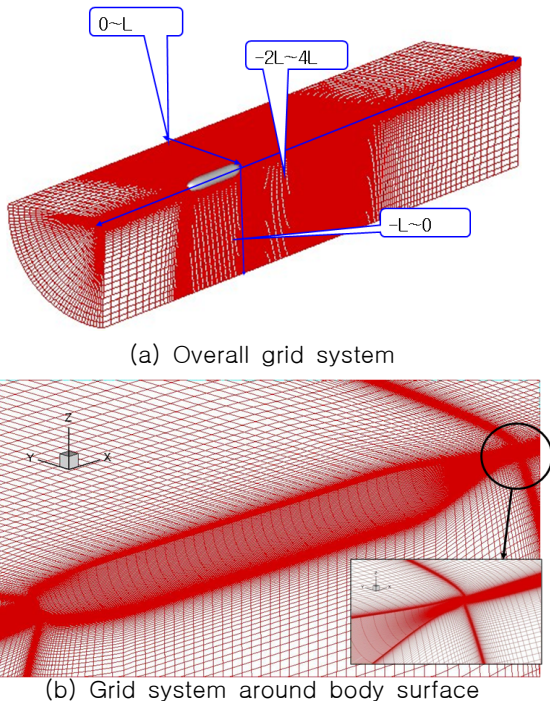 0~L
-2L~4L
-L~0
(a) Overall grid system
Z
Y
X
(b) Grid system around body surface